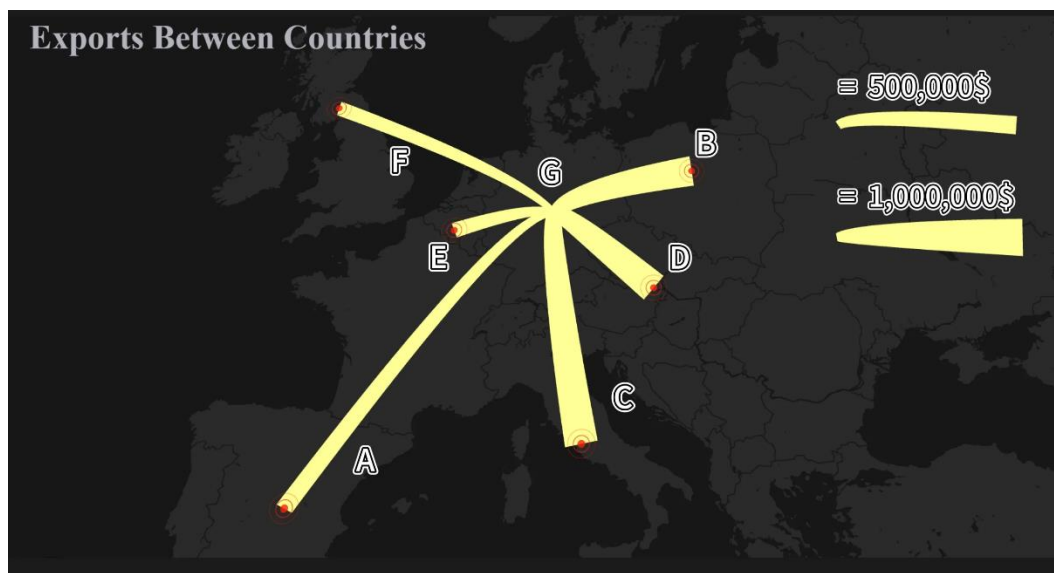 Exports Between Countries
= 500,000$
= 1,000,000$
F
G
B
E
D
C
A